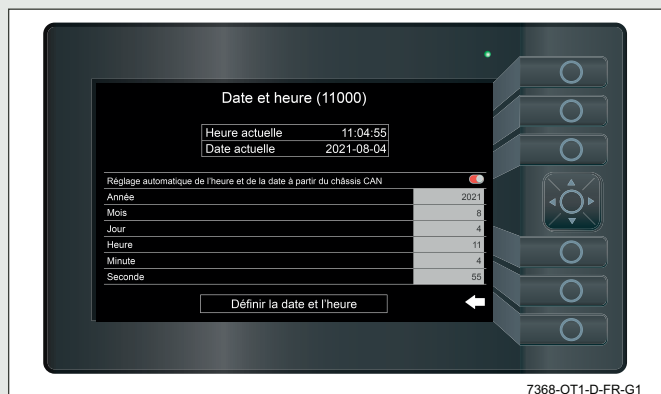 Date et heure (11000)
Heure actuelle 11:04:55
Date actuelle 2021-08-04
Réglage automatique de l'heure et de la date à partir du châssis CAN
Année 2021
Mois 8
Jour 4
Heure 11
Minute 4
Seconde 55
Définir la date et l'heure
7368-OT1-D-FR-G1